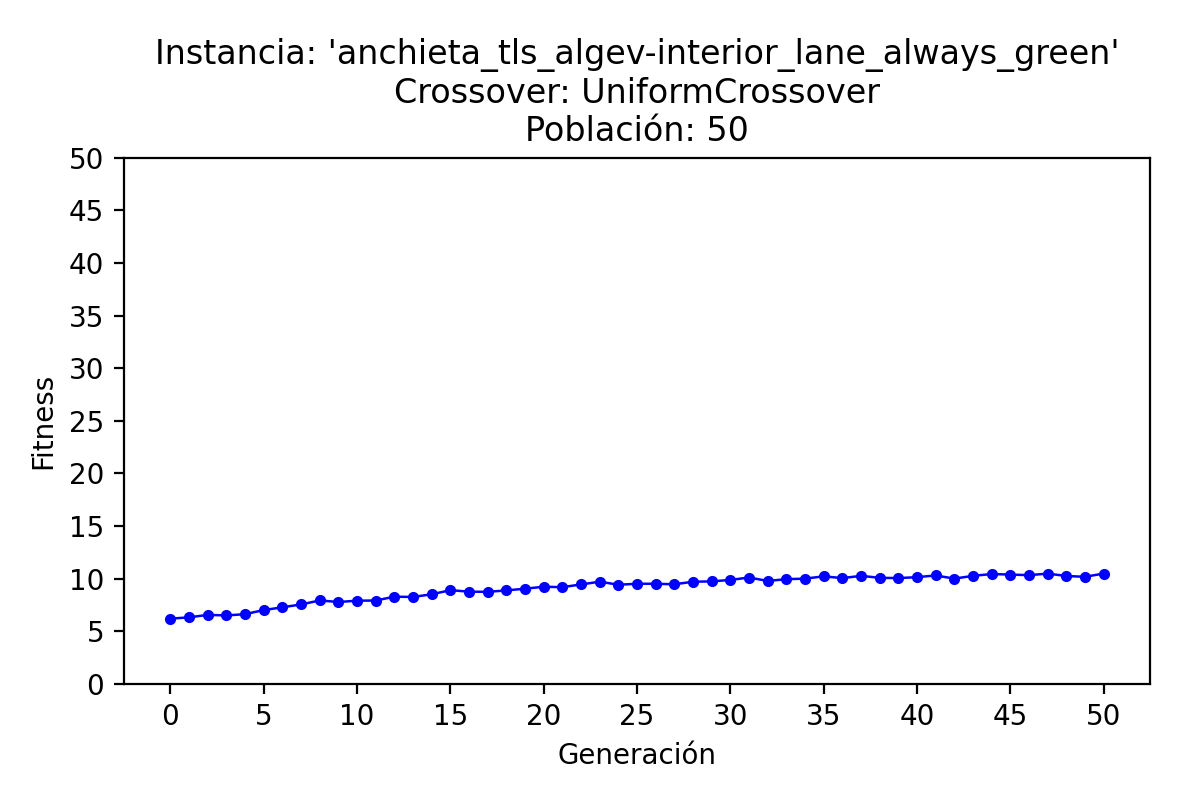 Instancia: 'anchieta_tls_algev-interior_lane_always_green'
Crossover: UniformCrossover
Población: 50
50
45
40
35
30
25
20
15
10
5
0
Fitness
0 5 10 15 20 25 30 35 40 45 50
Generación